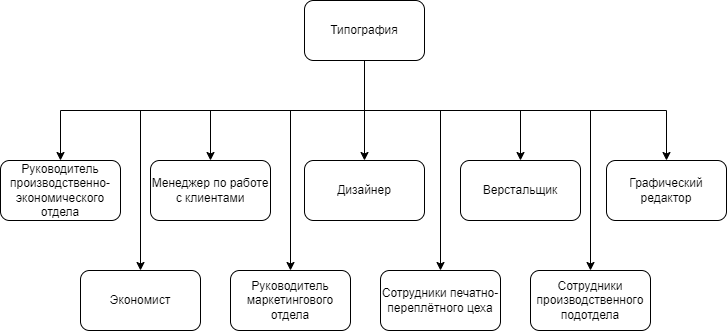 Типография
Руководитель
производственно-
экономического
отдела
Менеджер по работе
с клиентами
Дизайнер
Верстальщик
Графический
редактор
Экономист
Руководитель
маркетингового
отдела
Сотрудники печатно-
переплётного цеха
Сотрудники
производственного
подотдела